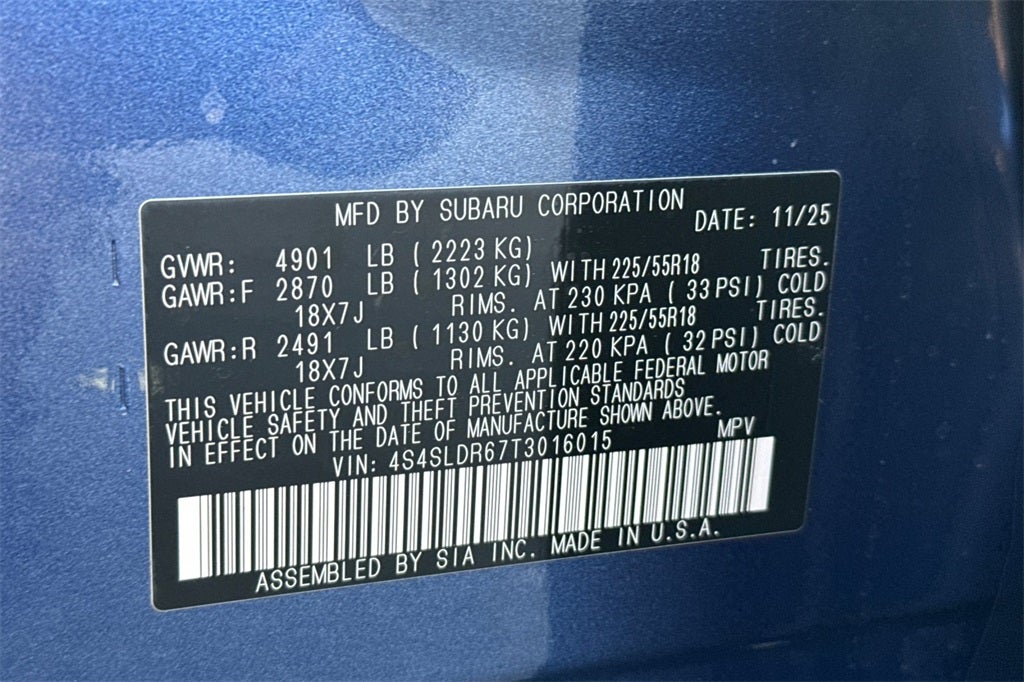 MFD BY SUBARU CORPORATION DATE: 11/25
GVWR: 4901 LB ( 2223 KG)
GAWR:F 2870 LB ( 1302 KG) WITH 225/55R18 TIRES.
18X7J RIMS. AT 230 KPA ( 33 PSI) COLD
GAWR:R 2491 LB ( 1130 KG) WITH 225/55R18 TIRES.
18X7J RIMS. AT 220 KPA ( 32 PSI) COLD
THIS VEHICLE CONFORMS TO ALL APPLICABLE FEDERAL MOTOR
VEHICLE SAFETY AND THEFT PREVENTION STANDARDS
IN EFFECT ON THE DATE OF MANUFACTURE SHOWN ABOVE.
VIN: 4S4SLDR67T3016015 MPV
ASSEMBLED BY SIA INC. MADE IN U.S.A.